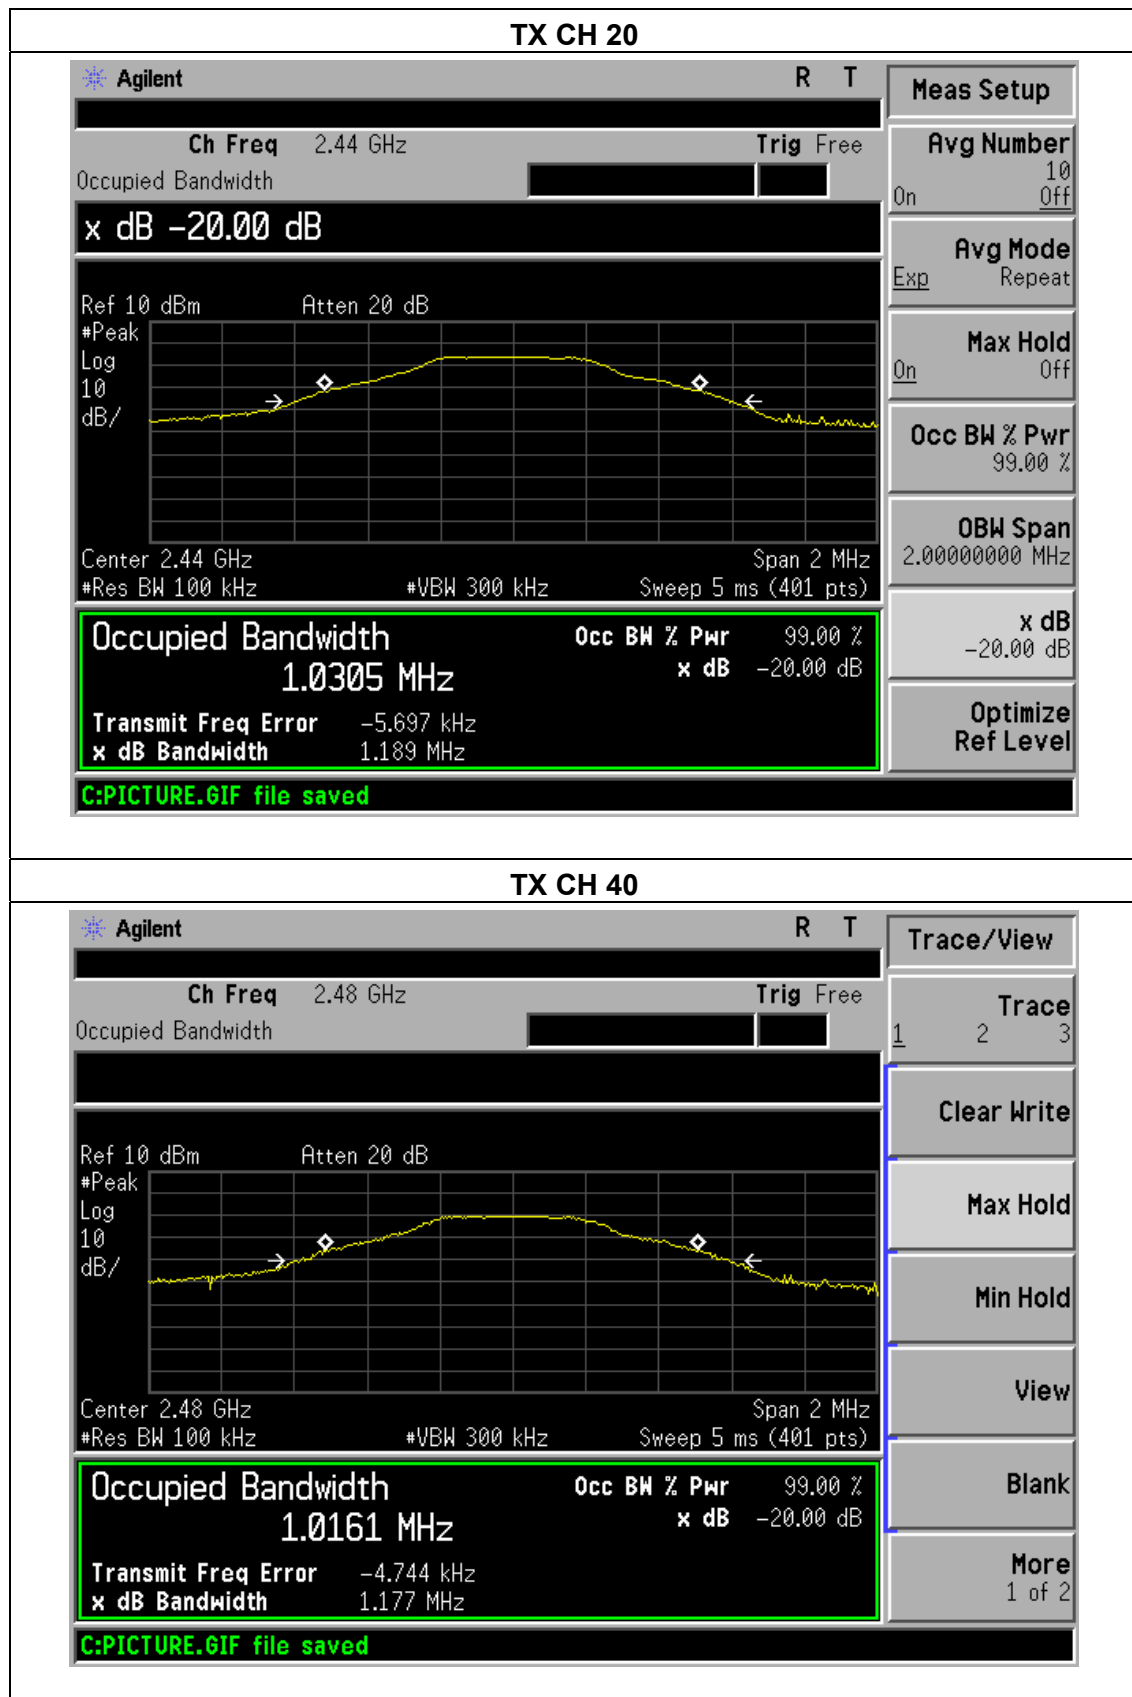 TX CH 20
Agilent
R T
Meas Setup
Ch Freq 2.44 GHz
Trig Free
Occupied Bandwidth
Avg Number
10
On Off
x dB -20.00 dB
Avg Mode
Exp Repeat
Ref 10 dBm
Atten 20 dB
#Peak
Log
10
dB/
Max Hold
On Off
Occ BW % Pwr
99.00 %
OBW Span
2.00000000 MHz
Center 2.44 GHz
Span 2 MHz
#Res BW 100 kHz
#VBW 300 kHz
Sweep 5 ms (401 pts)
Occupied Bandwidth
1.0305 MHz
Occ BW % Pwr 99.00 %
x dB -20.00 dB
Transmit Freq Error -5.697 kHz
x dB Bandwidth 1.189 MHz
x dB
-20.00 dB
Optimize
Ref Level
C:PICTURE.GIF file saved
TX CH 40
Agilent
R T
Trace/View
Ch Freq 2.48 GHz
Trig Free
Occupied Bandwidth
Trace
1 2 3
Clear Write
Ref 10 dBm
Atten 20 dB
#Peak
Log
10
dB/
Max Hold
Min Hold
View
Center 2.48 GHz
Span 2 MHz
#Res BW 100 kHz
#VBW 300 kHz
Sweep 5 ms (401 pts)
Occupied Bandwidth
1.0161 MHz
Occ BW % Pwr 99.00 %
x dB -20.00 dB
Transmit Freq Error -4.744 kHz
x dB Bandwidth 1.177 MHz
Blank
More
1 of 2
C:PICTURE.GIF file saved